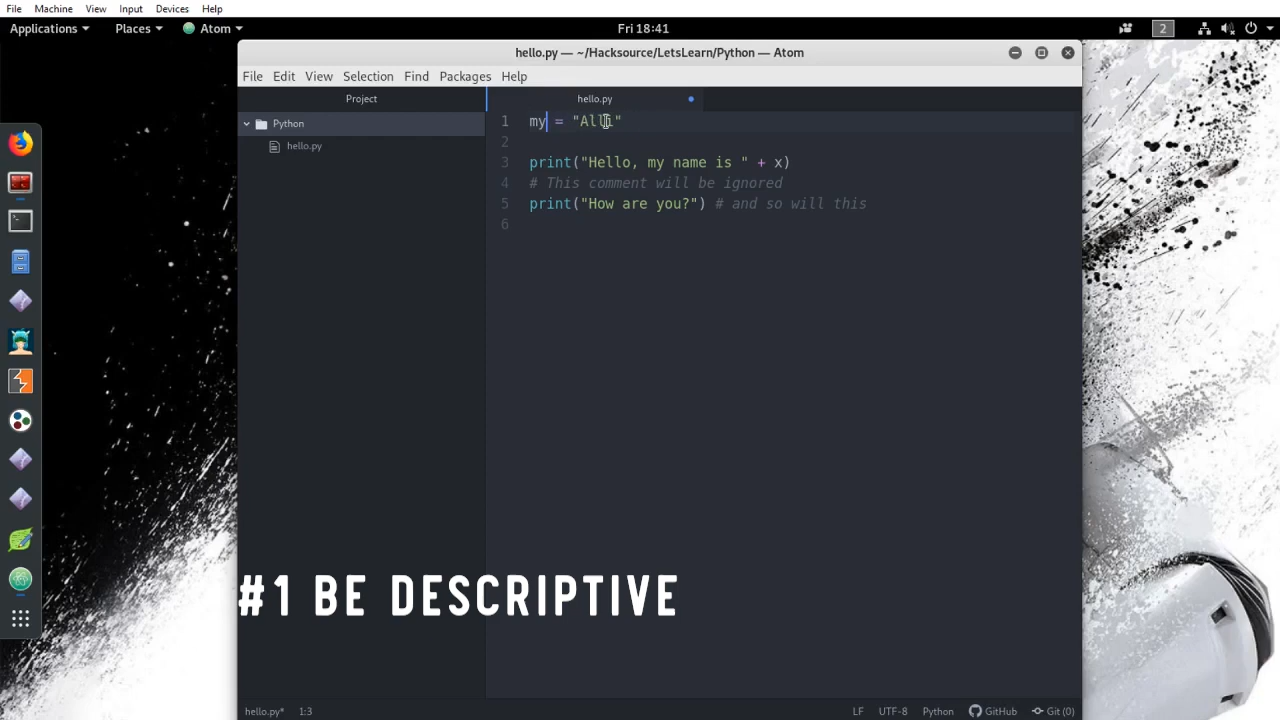 File Machine View Input Devices Help
Applications Places Atom Fri 18:41 2
hello.py — ~/Hacksource/LetsLearn/Python — Atom
File Edit View Selection Find Packages Help
Project hello.py
Python
hello.py
1 my = "Alli"
2
3 print("Hello, my name is " + x)
4 # This comment will be ignored
5 print("How are you?") # and so will this
6
#1 BE DESCRIPTIVE
hello.py* 1:3 LF UTF-8 Python GitHub Git (0)